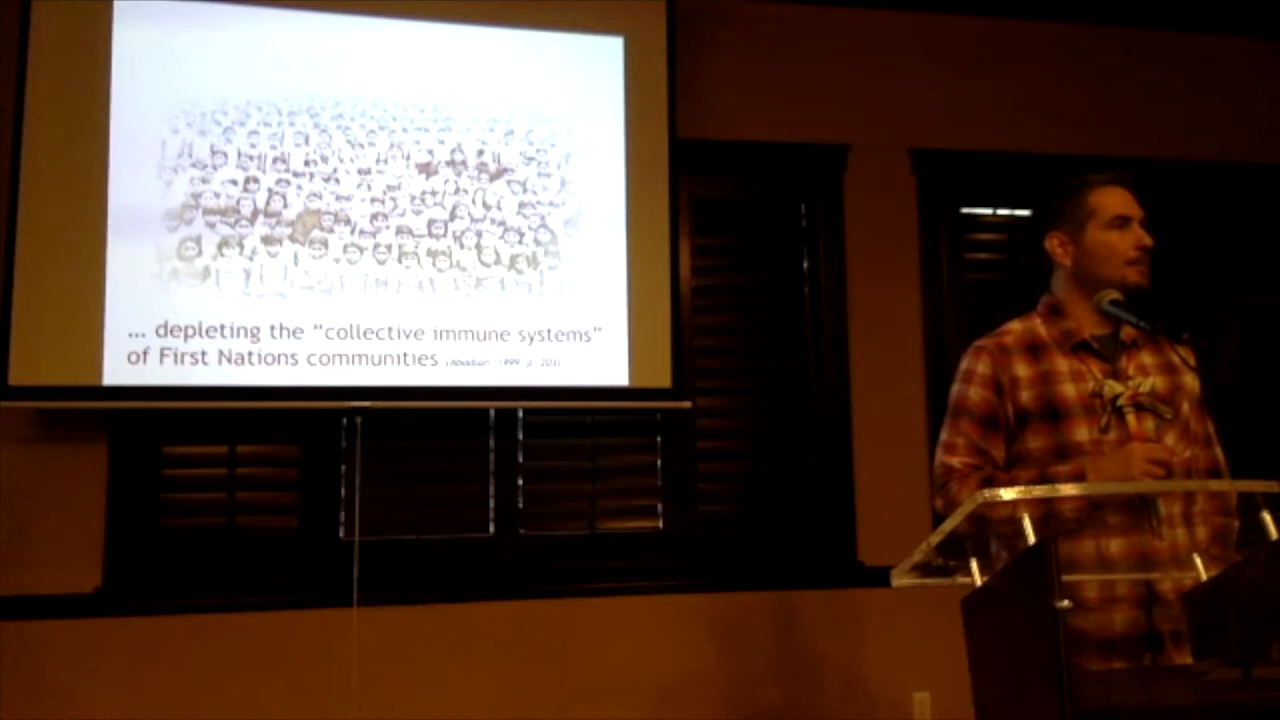 ... depleting the “collective immune systems”
of First Nations communities